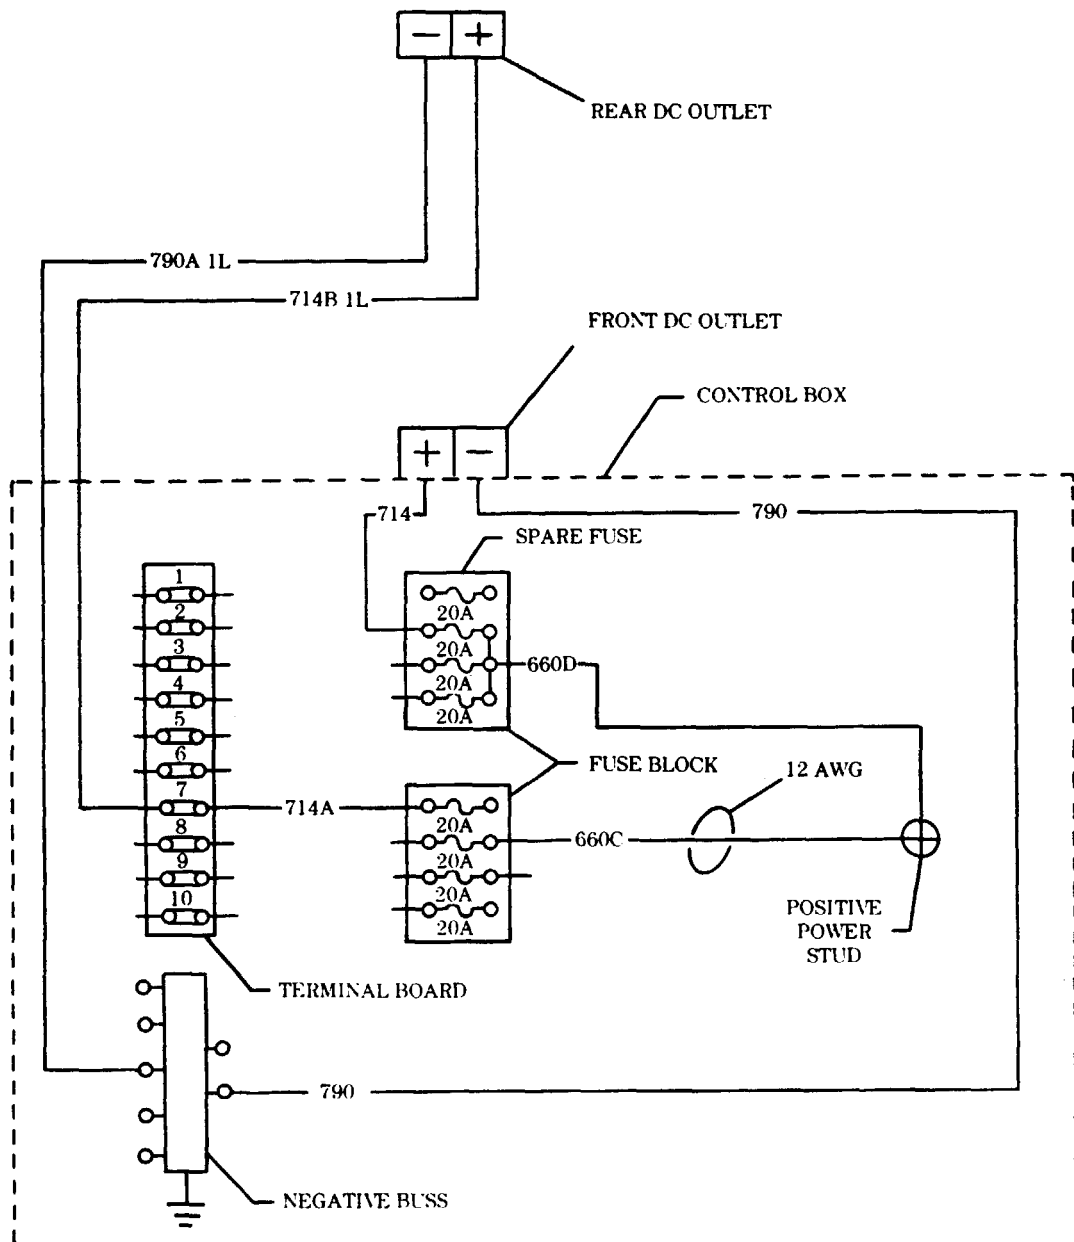 − +
REAR DC OUTLET
790A 1L
714B 1L
FRONT DC OUTLET
CONTROL BOX
+ −
714
790
SPARE FUSE
1
2
3
4
5
6
7
8
9
10
20A
20A
20A
20A
660D
FUSE BLOCK
12 AWG
714A
20A
20A
20A
20A
660C
POSITIVE
POWER
STUD
TERMINAL BOARD
790
NEGATIVE BUSS